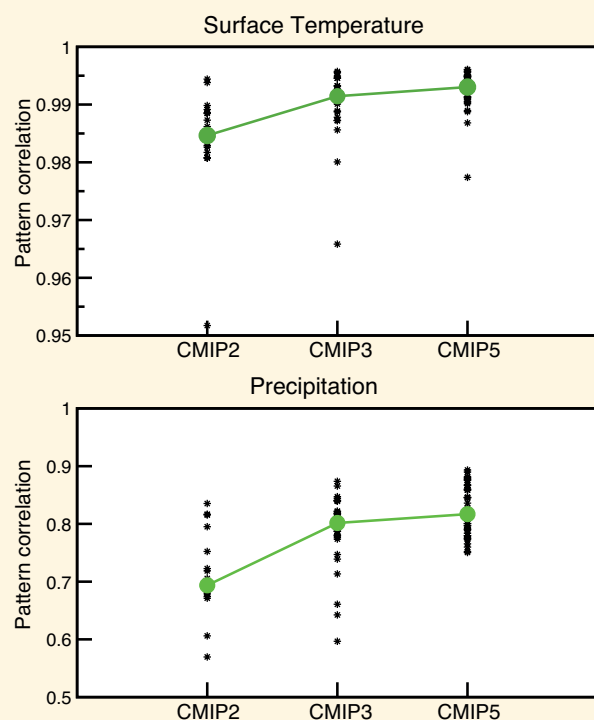 Surface Temperature
1
0.99
0.98
0.97
0.96
0.95
Pattern correlation
CMIP2 CMIP3 CMIP5
Precipitation
1
0.9
0.8
0.7
0.6
0.5
Pattern correlation
CMIP2 CMIP3 CMIP5